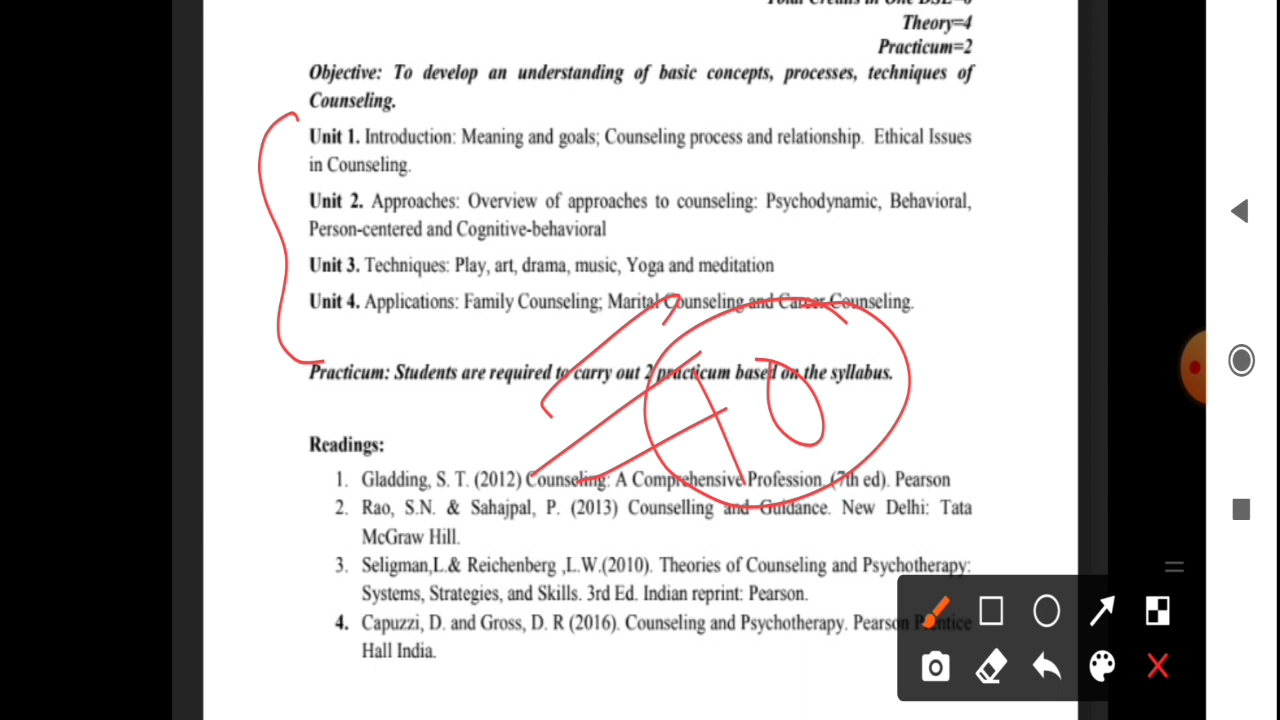 Total Credits in One DSE=6
Theory=4
Practicum=2
Objective: To develop an understanding of basic concepts, processes, techniques of
Counseling.
Unit 1. Introduction: Meaning and goals; Counseling process and relationship. Ethical Issues
in Counseling.
Unit 2. Approaches: Overview of approaches to counseling: Psychodynamic, Behavioral,
Person-centered and Cognitive-behavioral
Unit 3. Techniques: Play, art, drama, music, Yoga and meditation
Unit 4. Applications: Family Counseling; Marital Counseling and Career Counseling.
Practicum: Students are required to carry out 2 practicum based on the syllabus.
Readings:
1. Gladding, S. T. (2012) Counseling: A Comprehensive Profession. (7th ed). Pearson
2. Rao, S.N. & Sahajpal, P. (2013) Counselling and Guidance. New Delhi: Tata
McGraw Hill.
3. Seligman,L.& Reichenberg ,L.W.(2010). Theories of Counseling and Psychotherapy:
Systems, Strategies, and Skills. 3rd Ed. Indian reprint: Pearson.
4. Capuzzi, D. and Gross, D. R (2016). Counseling and Psychotherapy. Pearson Prentice
Hall India.